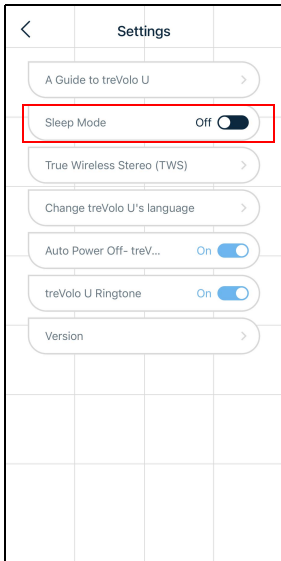 Settings
A Guide to treVolo U
Sleep Mode Off
True Wireless Stereo (TWS)
Change treVolo U's language
Auto Power Off- treV... On
treVolo U Ringtone On
Version